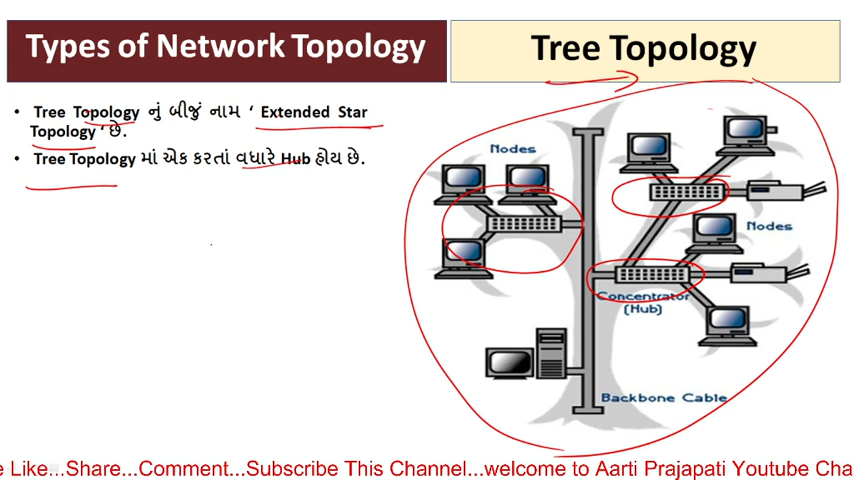 Types of Network Topology
Tree Topology
• Tree Topology નું બીજું નામ ‘ Extended Star
Topology ‘ છે.
• Tree Topology માં એક કરતાં વધારે Hub હોય છે.
Nodes
Nodes
Concentrator
(Hub)
Backbone Cable
e Like...Share...Comment...Subscribe This Channel...welcome to Aarti Prajapati Youtube Cha